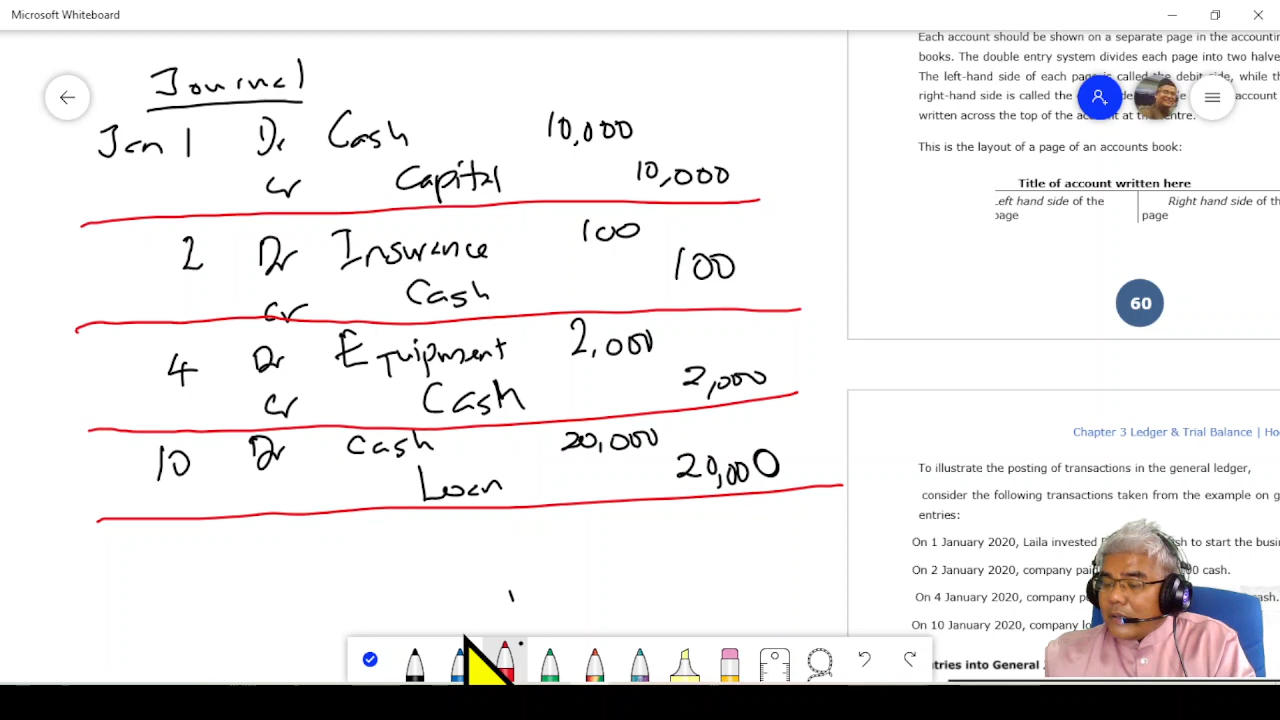 Microsoft Whiteboard
Journal
Jan 1 Dr Cash 10,000
Cr Capital 10,000
2 Dr Insurance 100
Cash 100
Cr
4 Dr Equipment 2,000
Cr Cash 2,000
10 Dr Cash 20,000
Loan 20,000
Each account should be shown on a separate page in the accountin
books. The double entry system divides each page into two halve
The left-hand side of each page is called the debit side, while th
right-hand side is called the account
written across the top of the at the centre.
This is the layout of a page of an accounts book:
Title of account written here
Left hand side of the Right hand side of th
page page
60
Chapter 3 Ledger & Trial Balance | Ho
To illustrate the posting of transactions in the general ledger,
consider the following transactions taken from the example on g
entries:
On 1 January 2020, Laila invested sh to start the busi
On 2 January 2020, company pai 00 cash.
On 4 January 2020, company p cash.
On 10 January 2020, company lo
ntries into General